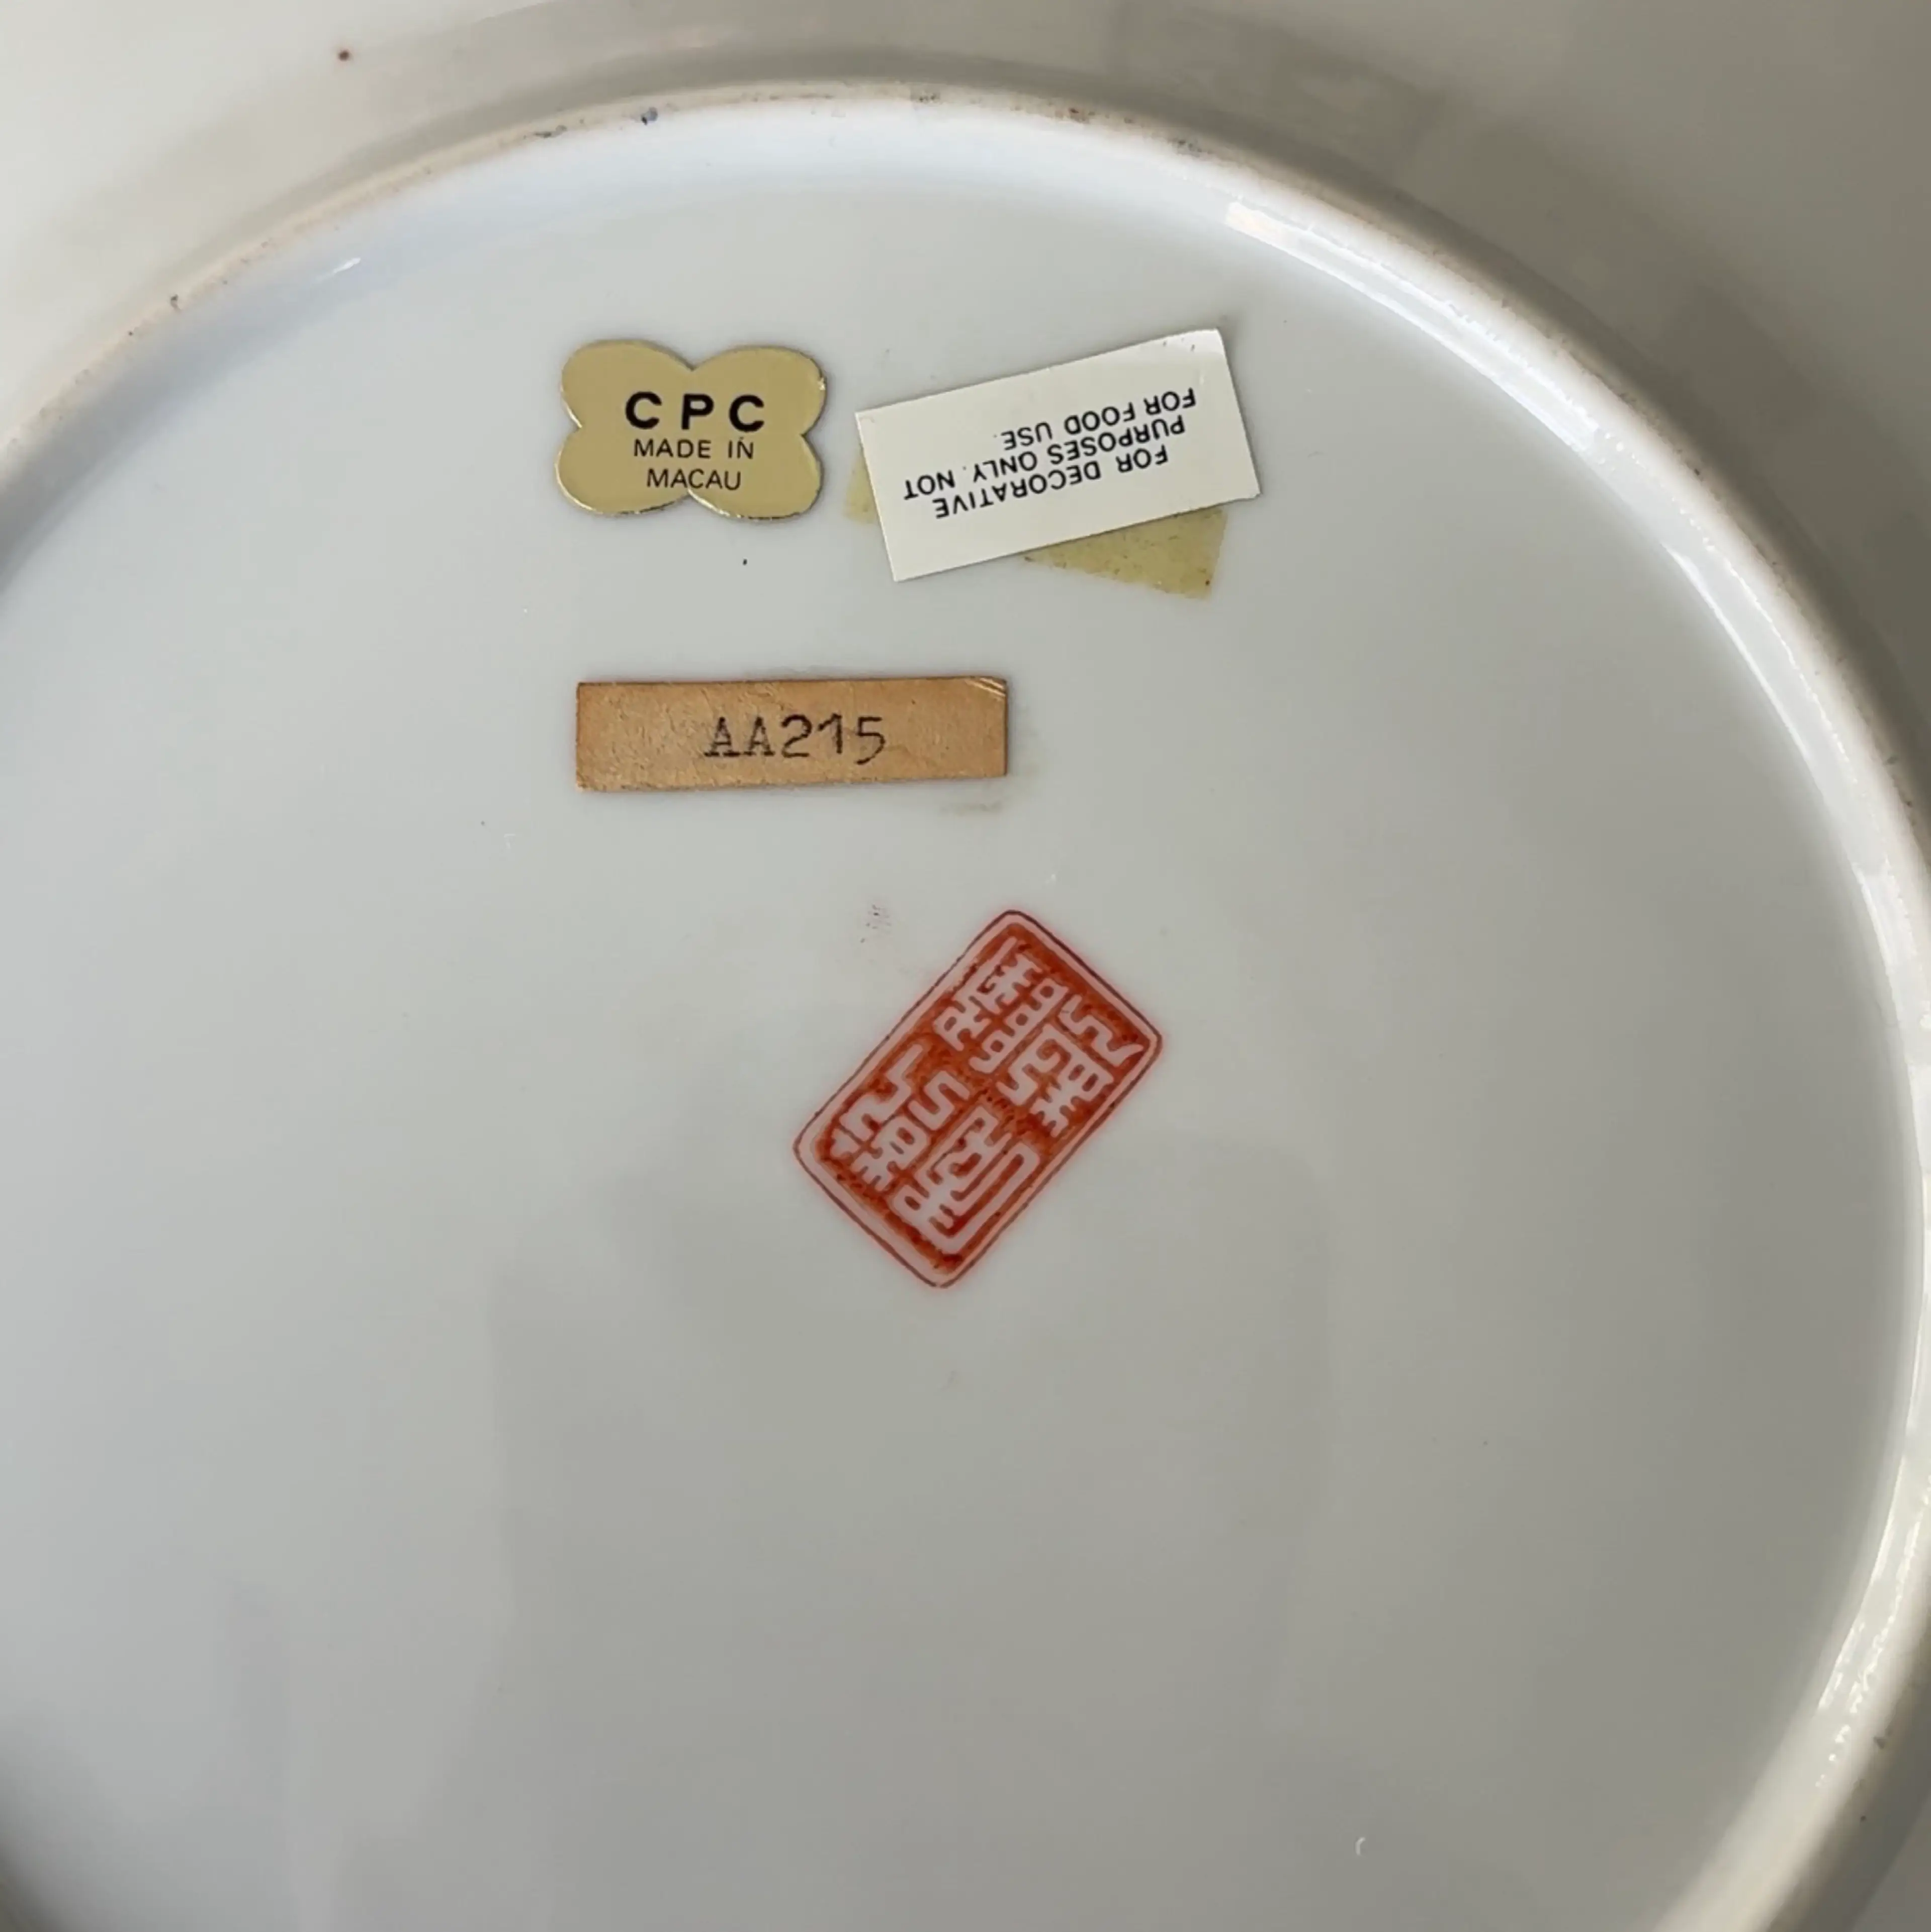 CPC
MADE IN
MACAU
FOR DECORATIVE
PURPOSES ONLY. NOT
FOR FOOD USE.
AA215